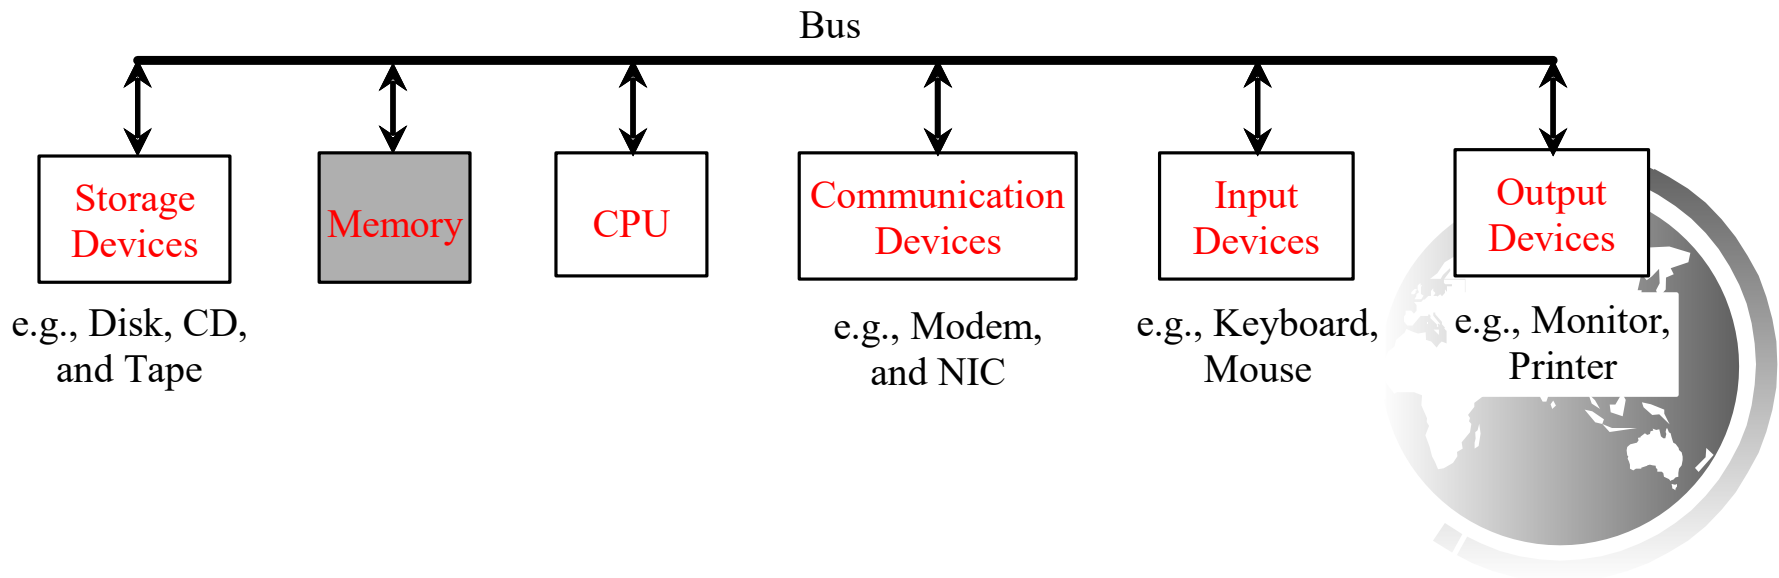 Bus
Storage
Devices
Memory
CPU
Communication
Devices
Input
Devices
Output
Devices
e.g., Disk, CD,
and Tape
e.g., Modem,
and NIC
e.g., Keyboard,
Mouse
e.g., Monitor,
Printer